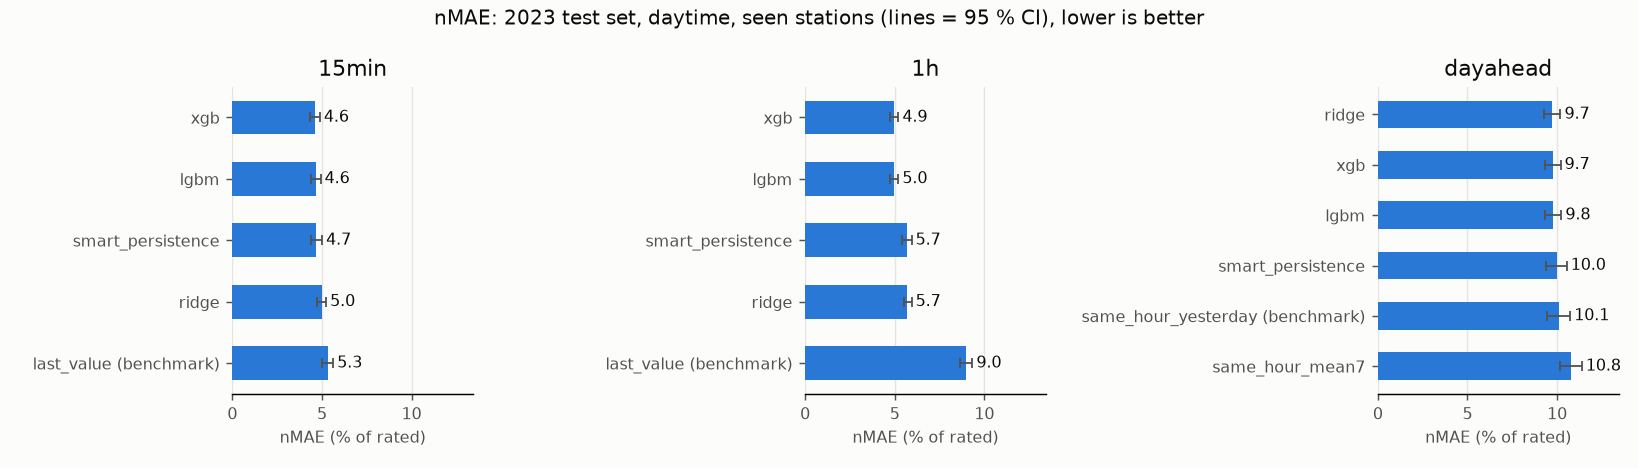 nMAE: 2023 test set, daytime, seen stations (lines = 95 % CI), lower is better
15min
xgb 4.6
lgbm 4.6
smart_persistence 4.7
ridge 5.0
last_value (benchmark) 5.3
0 5 10
nMAE (% of rated)
1h
xgb 4.9
lgbm 5.0
smart_persistence 5.7
ridge 5.7
last_value (benchmark) 9.0
0 5 10
nMAE (% of rated)
dayahead
ridge 9.7
xgb 9.7
lgbm 9.8
smart_persistence 10.0
same_hour_yesterday (benchmark) 10.1
same_hour_mean7 10.8
0 5 10
nMAE (% of rated)